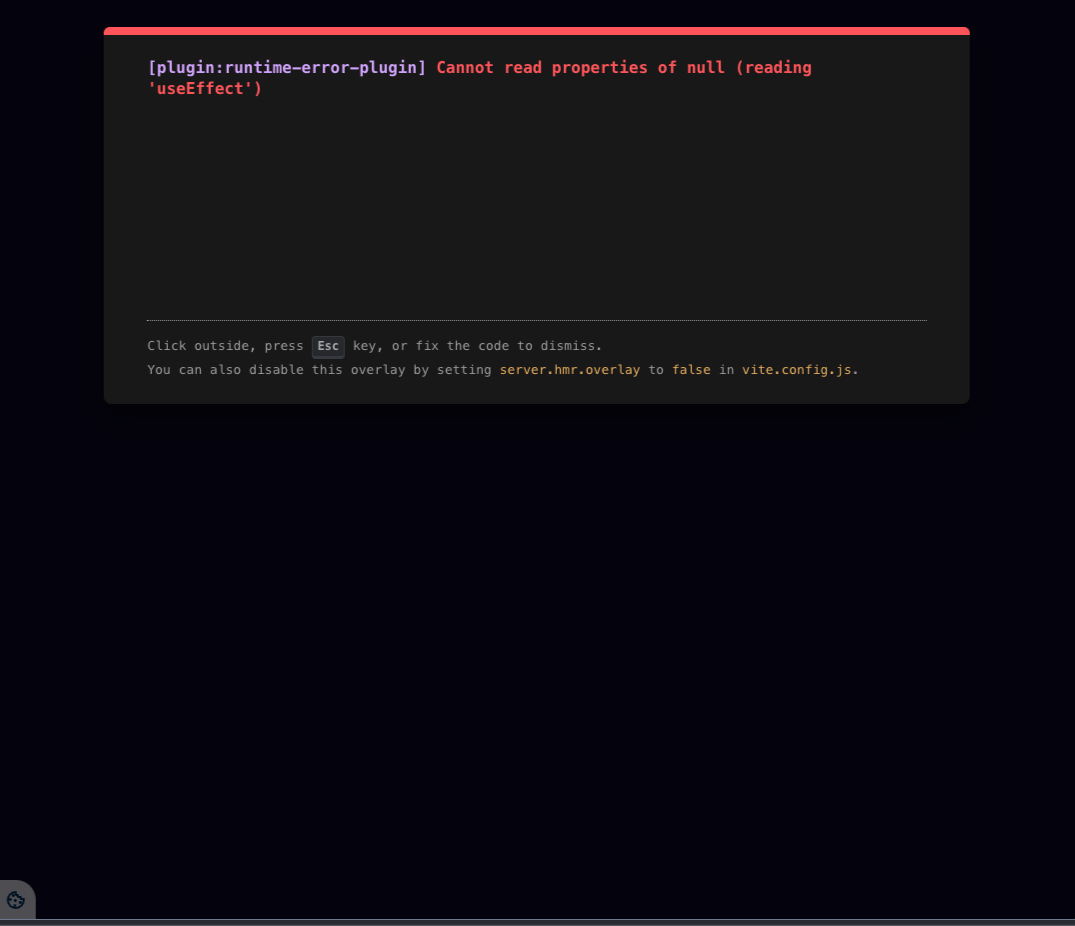 [plugin:runtime-error-plugin] Cannot read properties of null (reading
'useEffect')
Click outside, press Esc key, or fix the code to dismiss.
You can also disable this overlay by setting server.hmr.overlay to false in vite.config.js.